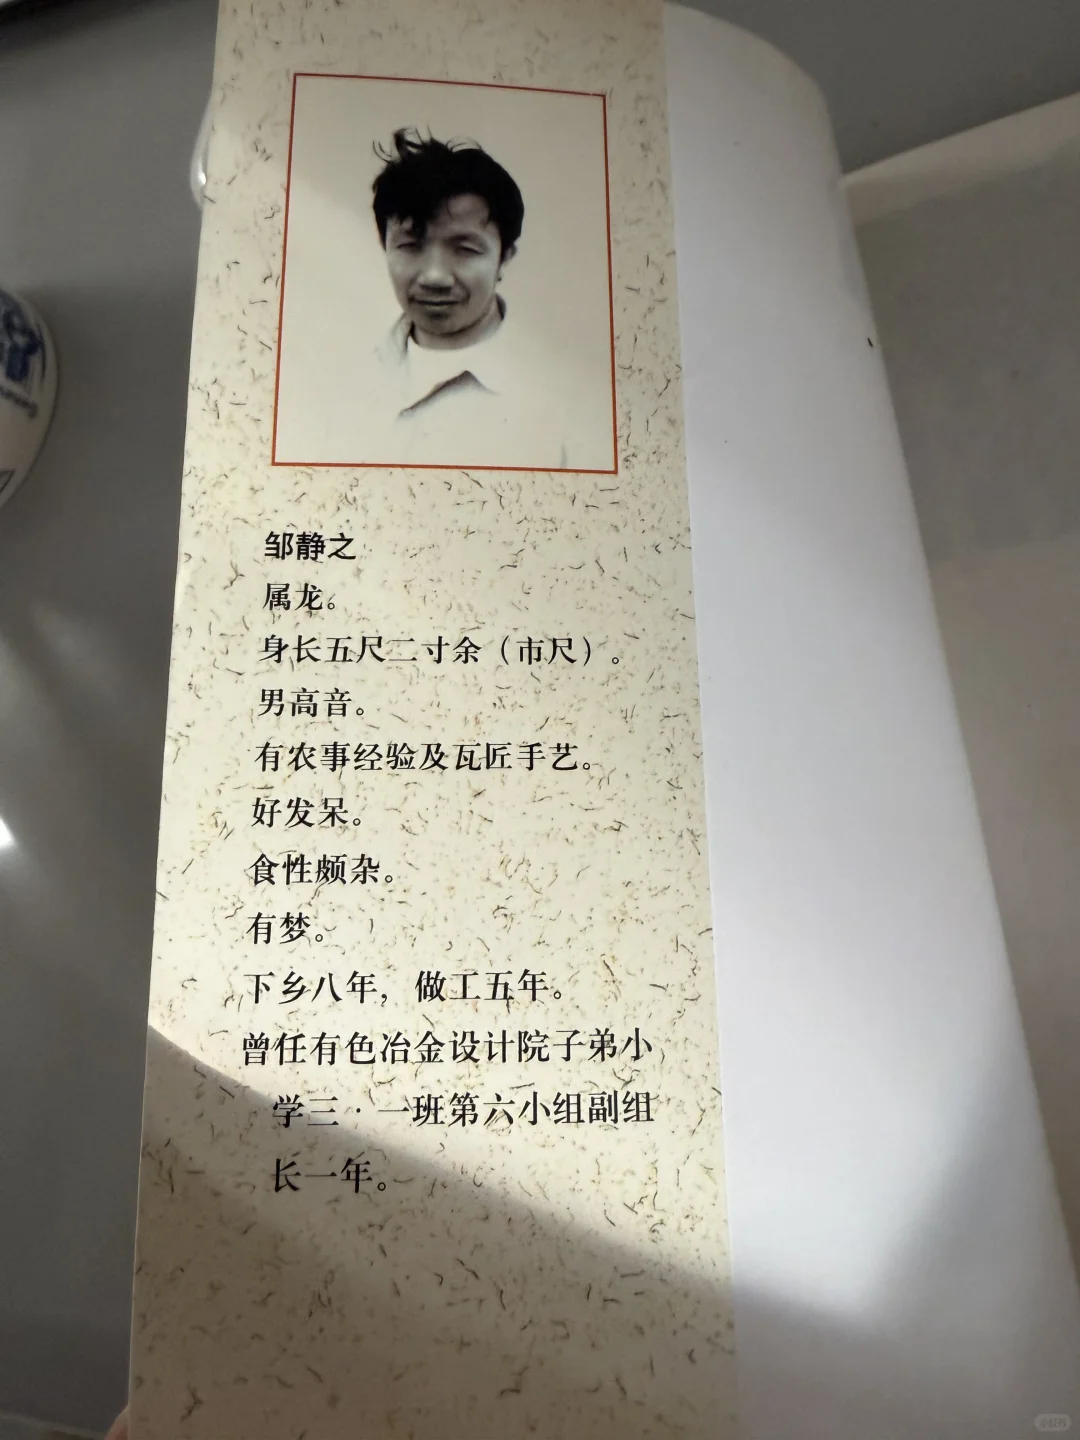 邹静之
属龙。
身长五尺二寸余（市尺）。
男高音。
有农事经验及瓦匠手艺。
好发呆。
食性颇杂。
有梦。
下乡八年，做工五年。
曾任有色冶金设计院子弟小
学三·一班第六小组副组
长一年。